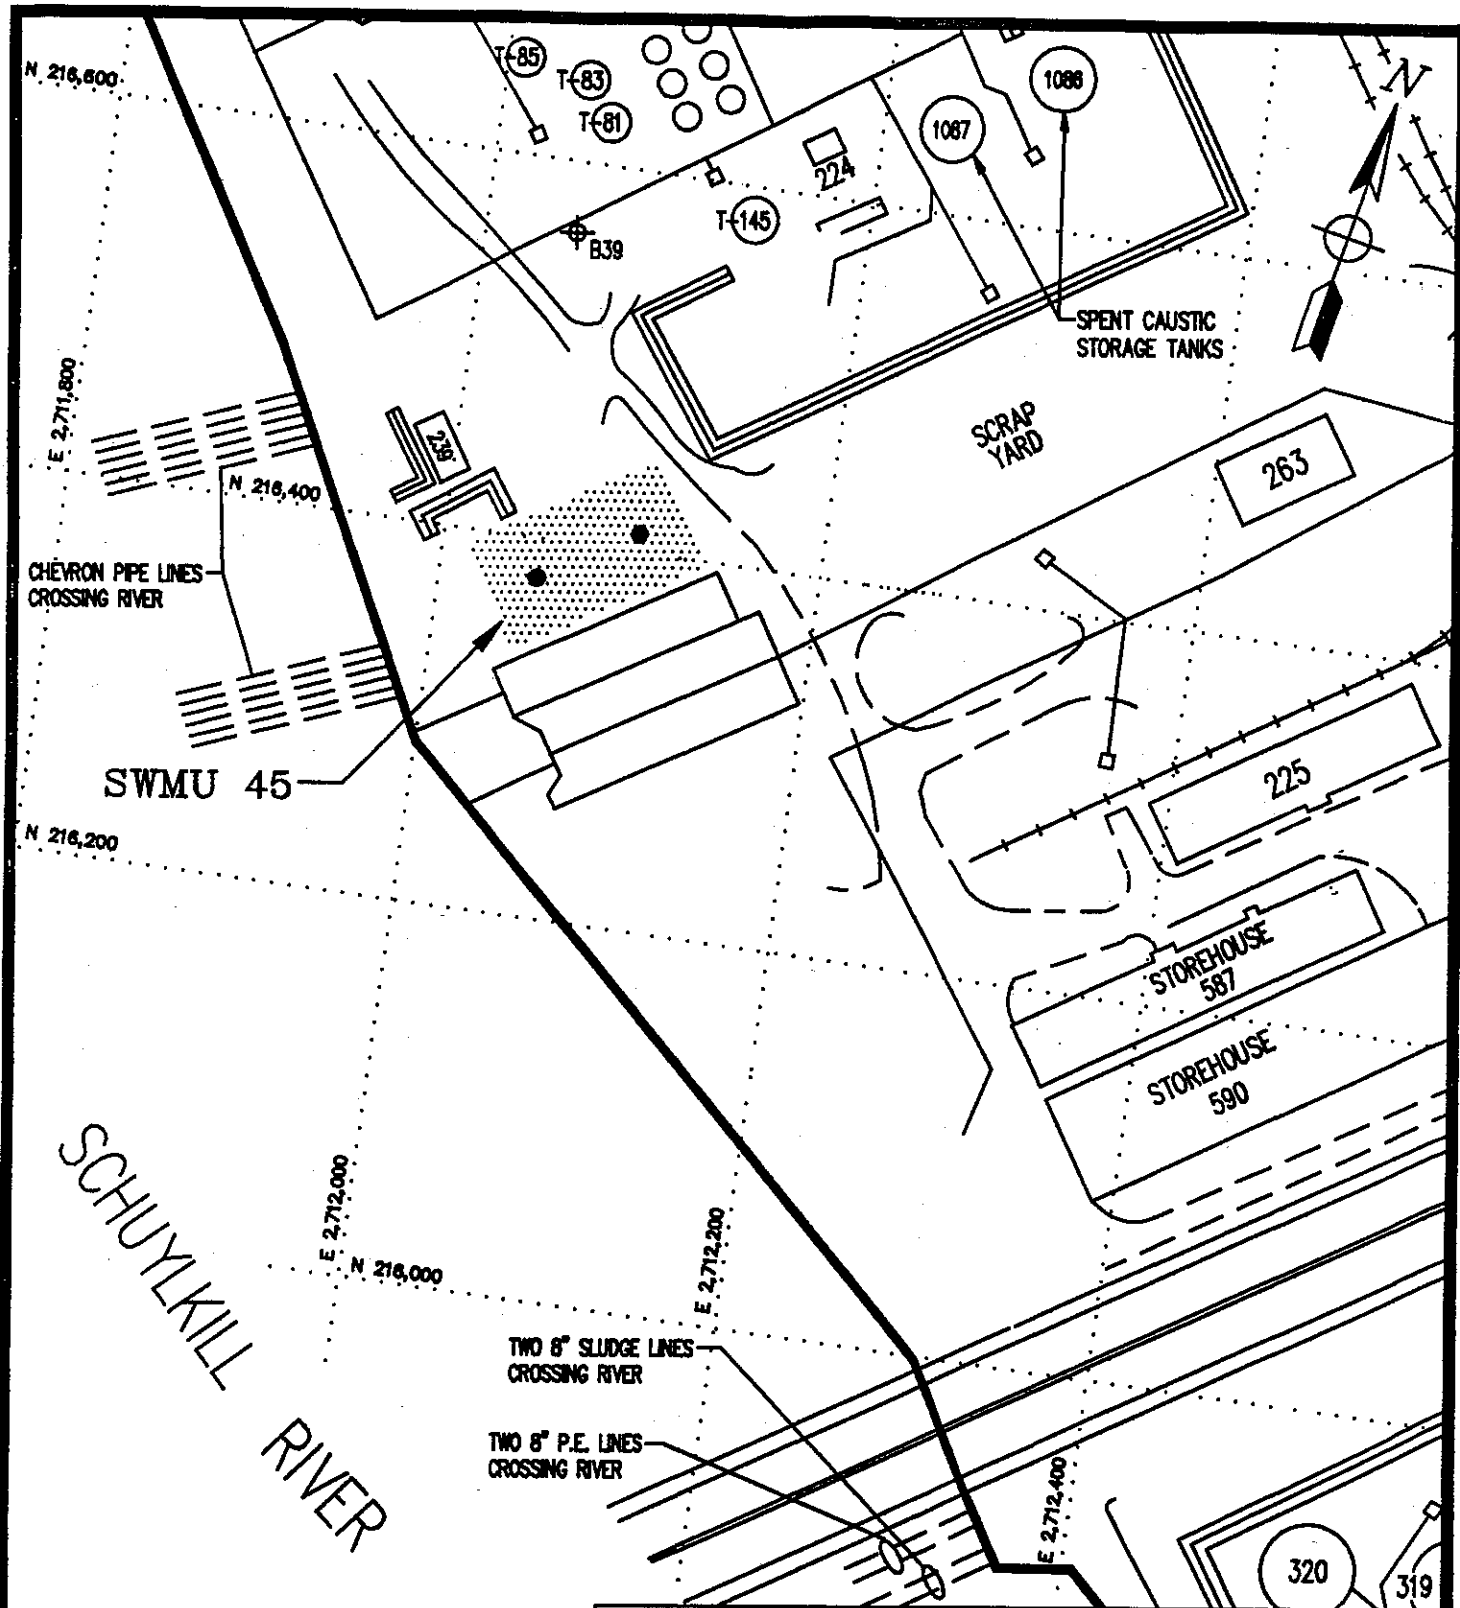 N 216,600
T-85
T-83
T-81
1086
1087
N
224
T-145
B39
SPENT CAUSTIC
STORAGE TANKS
E 2,711,800
SCRAP
YARD
239
263
N 216,400
CHEVRON PIPE LINES
CROSSING RIVER
SWMU 45
225
N 216,200
STOREHOUSE
587
STOREHOUSE
590
SCHUYLKILL
RIVER
E 2,712,000
E 2,712,200
N 216,000
TWO 8" SLUDGE LINES
CROSSING RIVER
TWO 8" P.E. LINES
CROSSING RIVER
E 2,712,400
320
319